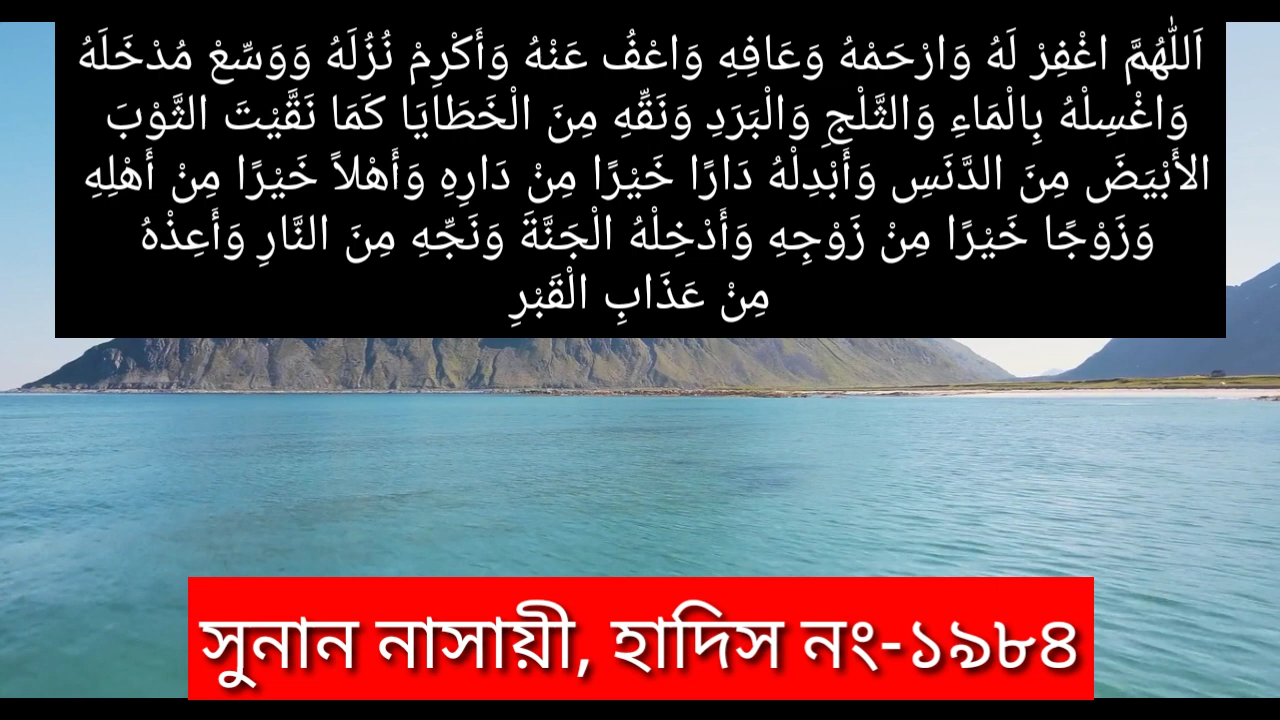 اَللّٰهُمَّ اغْفِرْ لَهُ وَارْحَمْهُ وَعَافِهِ وَاعْفُ عَنْهُ وَأَكْرِمْ نُزُلَهُ وَوَسِّعْ مُدْخَلَهُ
وَاغْسِلْهُ بِالْمَاءِ وَالثَّلْجِ وَالْبَرَدِ وَنَقِّهِ مِنَ الْخَطَايَا كَمَا نَقَّيْتَ الثَّوْبَ
الأَبْيَضَ مِنَ الدَّنَسِ وَأَبْدِلْهُ دَارًا خَيْرًا مِنْ دَارِهِ وَأَهْلاً خَيْرًا مِنْ أَهْلِهِ
وَزَوْجًا خَيْرًا مِنْ زَوْجِهِ وَأَدْخِلْهُ الْجَنَّةَ وَنَجِّهِ مِنَ النَّارِ وَأَعِذْهُ
مِنْ عَذَابِ الْقَبْرِ
সুনান নাসায়ী, হাদিস নং-১৯৮৪